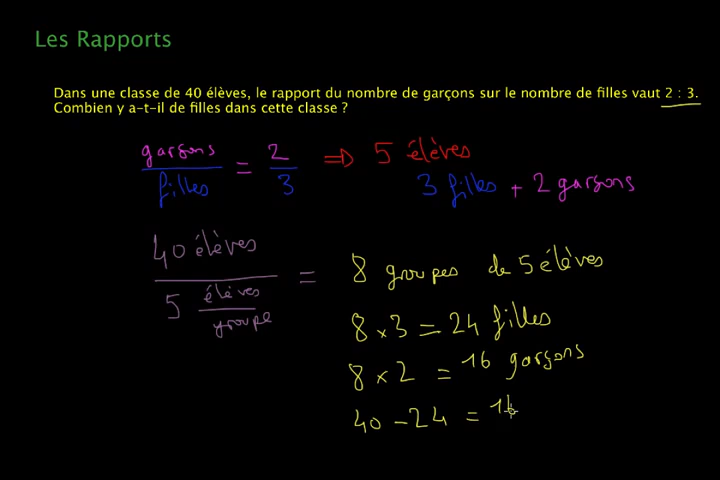 Les Rapports
Dans une classe de 40 élèves, le rapport du nombre de garçons sur le nombre de filles vaut 2 : 3.
Combien y a-t-il de filles dans cette classe ?
garçons / filles = 2 / 3 ⇒ 5 élèves
3 filles + 2 garçons
40 élèves / 5 élèves / groupe = 8 groupes de 5 élèves
8 × 3 = 24 filles
8 × 2 = 16 garçons
40 - 24 = 16